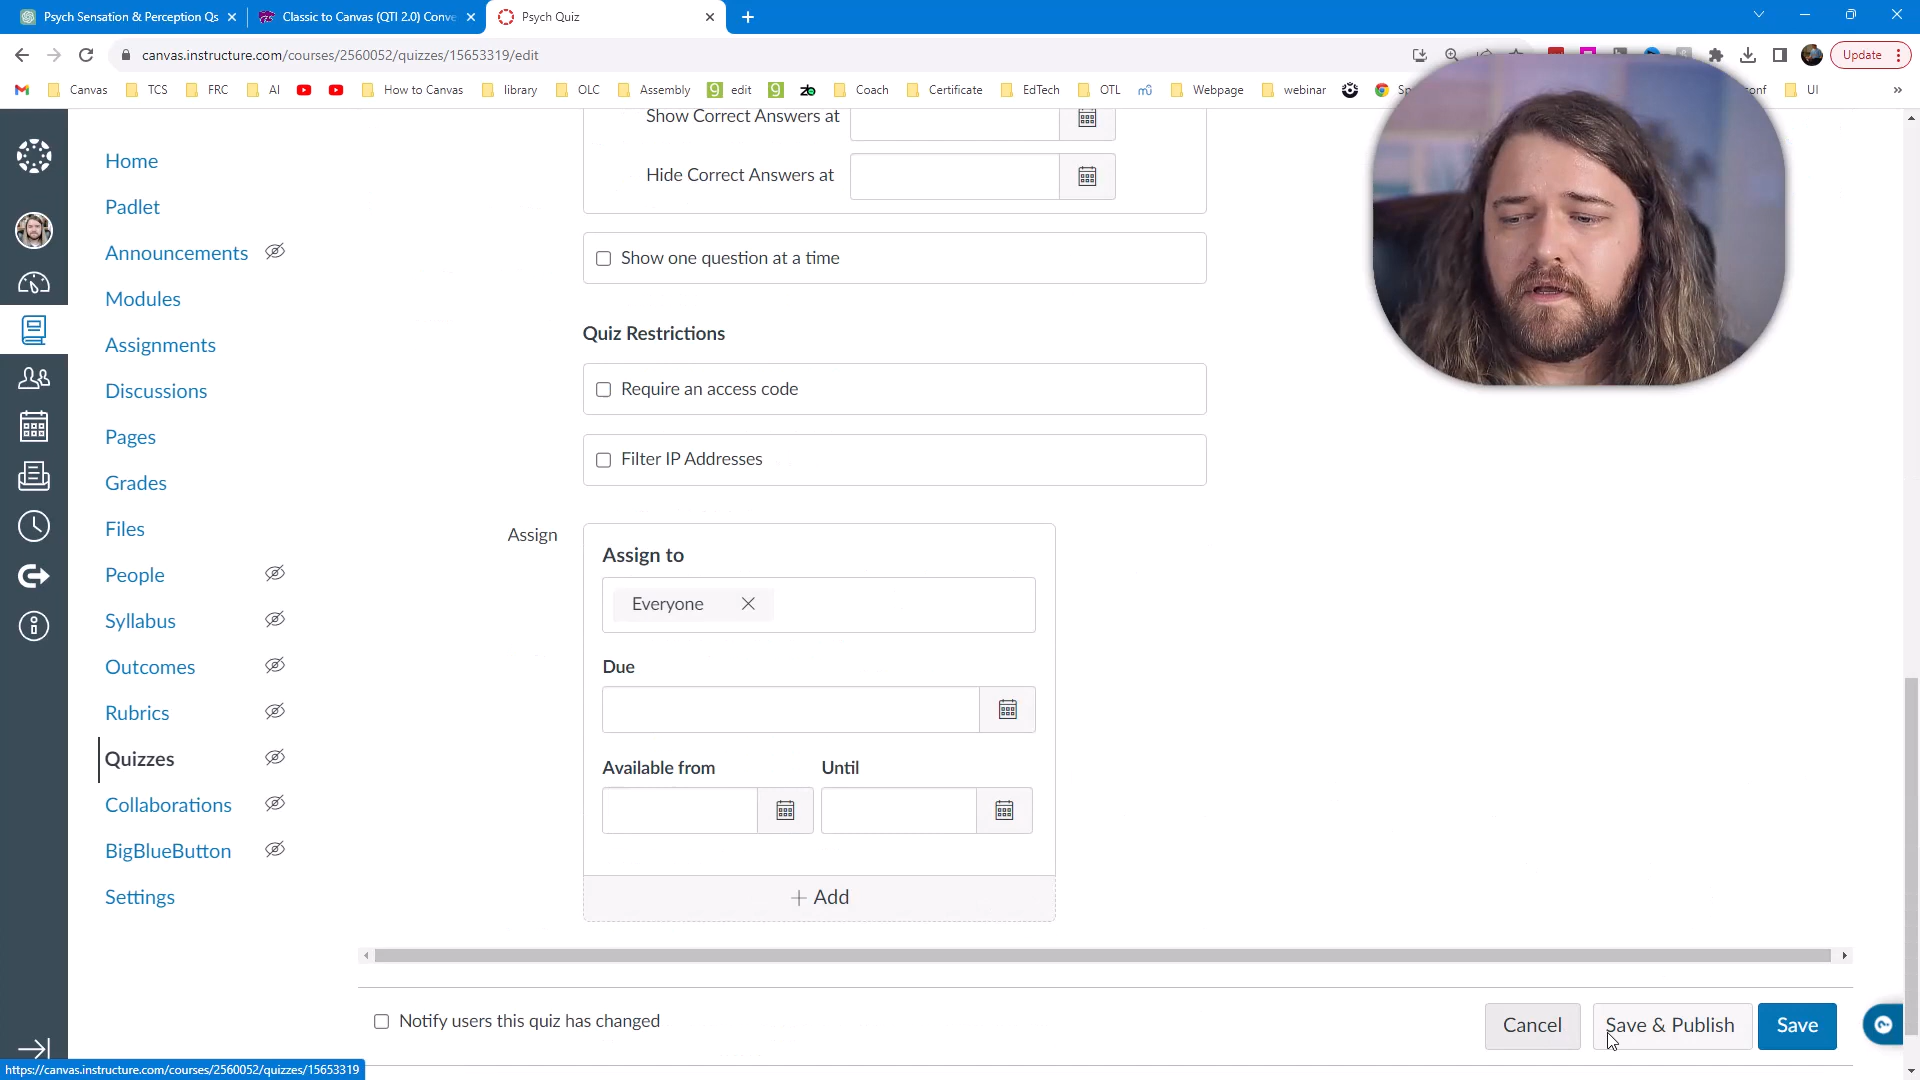 Psych Sensation & Perception Qs
Classic to Canvas (QTI 2.0) Conve
Psych Quiz
canvas.instructure.com/courses/2560052/quizzes/15653319/edit
Update
Canvas TCS FRC AI How to Canvas library OLC Assembly edit Coach Certificate EdTech OTL Webpage webinar UI
Home
Padlet
Announcements
Modules
Assignments
Discussions
Pages
Grades
Files
People
Syllabus
Outcomes
Rubrics
Quizzes
Collaborations
BigBlueButton
Settings
Show Correct Answers at
Hide Correct Answers at
Show one question at a time
Quiz Restrictions
Require an access code
Filter IP Addresses
Assign
Assign to
Everyone
Due
Available from Until
+ Add
Notify users this quiz has changed
Cancel Save & Publish Save
https://canvas.instructure.com/courses/2560052/quizzes/15653319